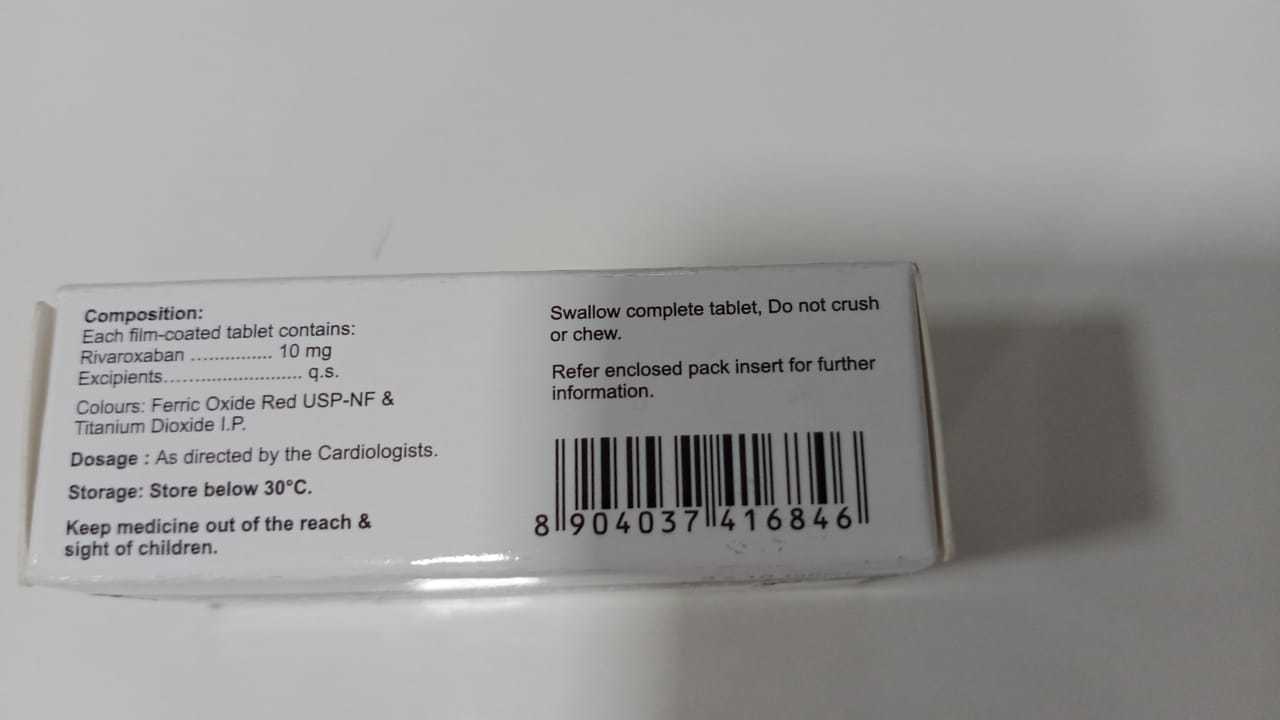 Composition:
Each film-coated tablet contains:
Rivaroxaban ............... 10 mg
Excipients......................... q.s.
Colours: Ferric Oxide Red USP-NF &
Titanium Dioxide I.P.
Dosage : As directed by the Cardiologists.
Storage: Store below 30°C.
Keep medicine out of the reach &
sight of children.
Swallow complete tablet, Do not crush
or chew.
Refer enclosed pack insert for further
information.
8 904037 416846